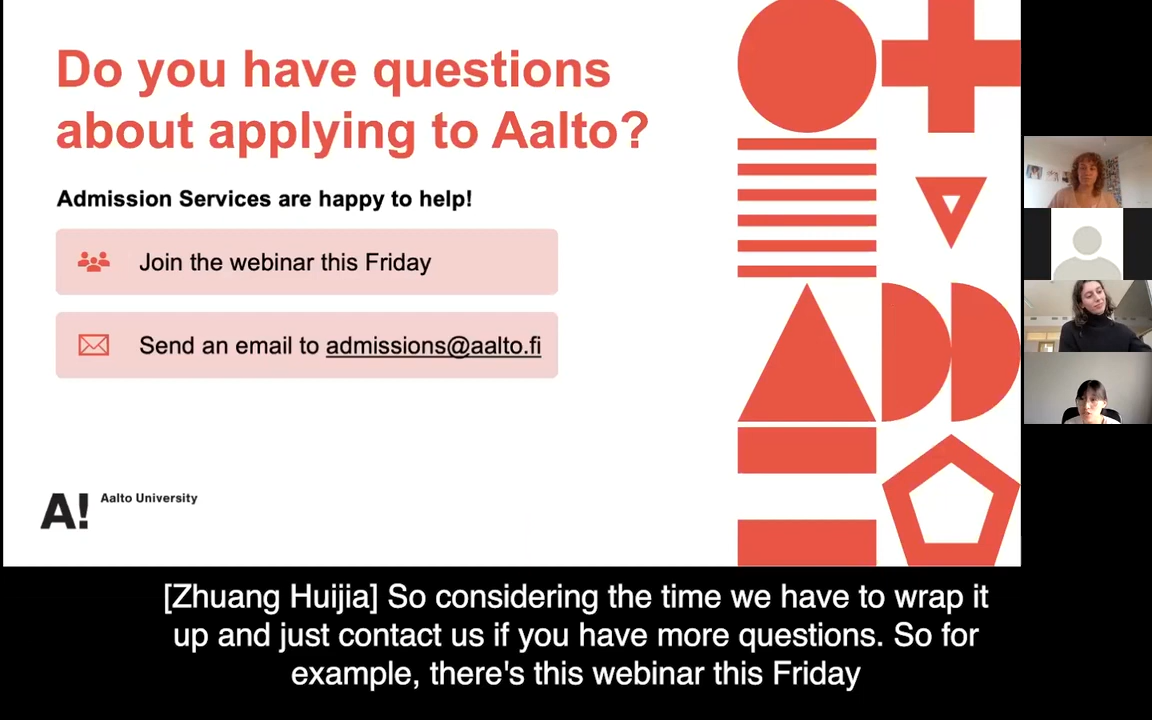 Do you have questions
about applying to Aalto?
Admission Services are happy to help!
Join the webinar this Friday
Send an email to admissions@aalto.fi
A! Aalto University
[Zhuang Huijia] So considering the time we have to wrap it
up and just contact us if you have more questions. So for
example, there's this webinar this Friday